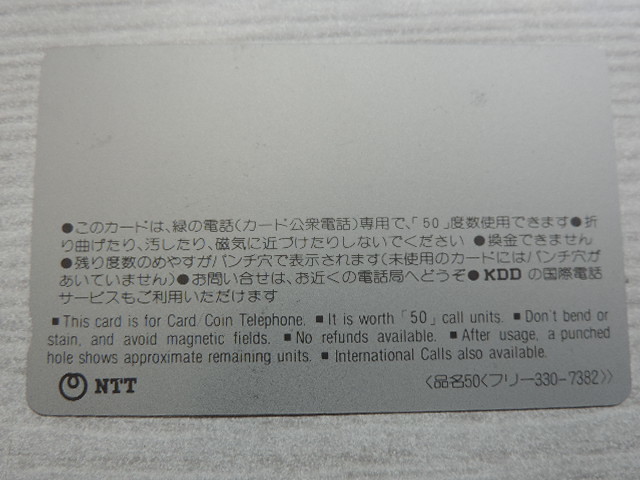 ●このカードは、緑の電話(カード公衆電話)専用で、「50」度数使用できます●折
り曲げたり、汚したり、磁気に近づけたりしないでください ●換金できません
●残り度数のめやすがパンチ穴で表示されます(未使用のカードにはパンチ穴が
あいていません)●お問い合せは、お近くの電話局へどうぞ●KDDの国際電話
サービスもご利用いただけます
■This card is for Card/Coin Telephone. ■It is worth「50」call units. ■Don't bend or
stain, and avoid magnetic fields. ■No refunds available. ■After usage, a punched
hole shows approximate remaining units. ■International Calls also available.
NTT 〈品名50〈フリー330-7382〉〉